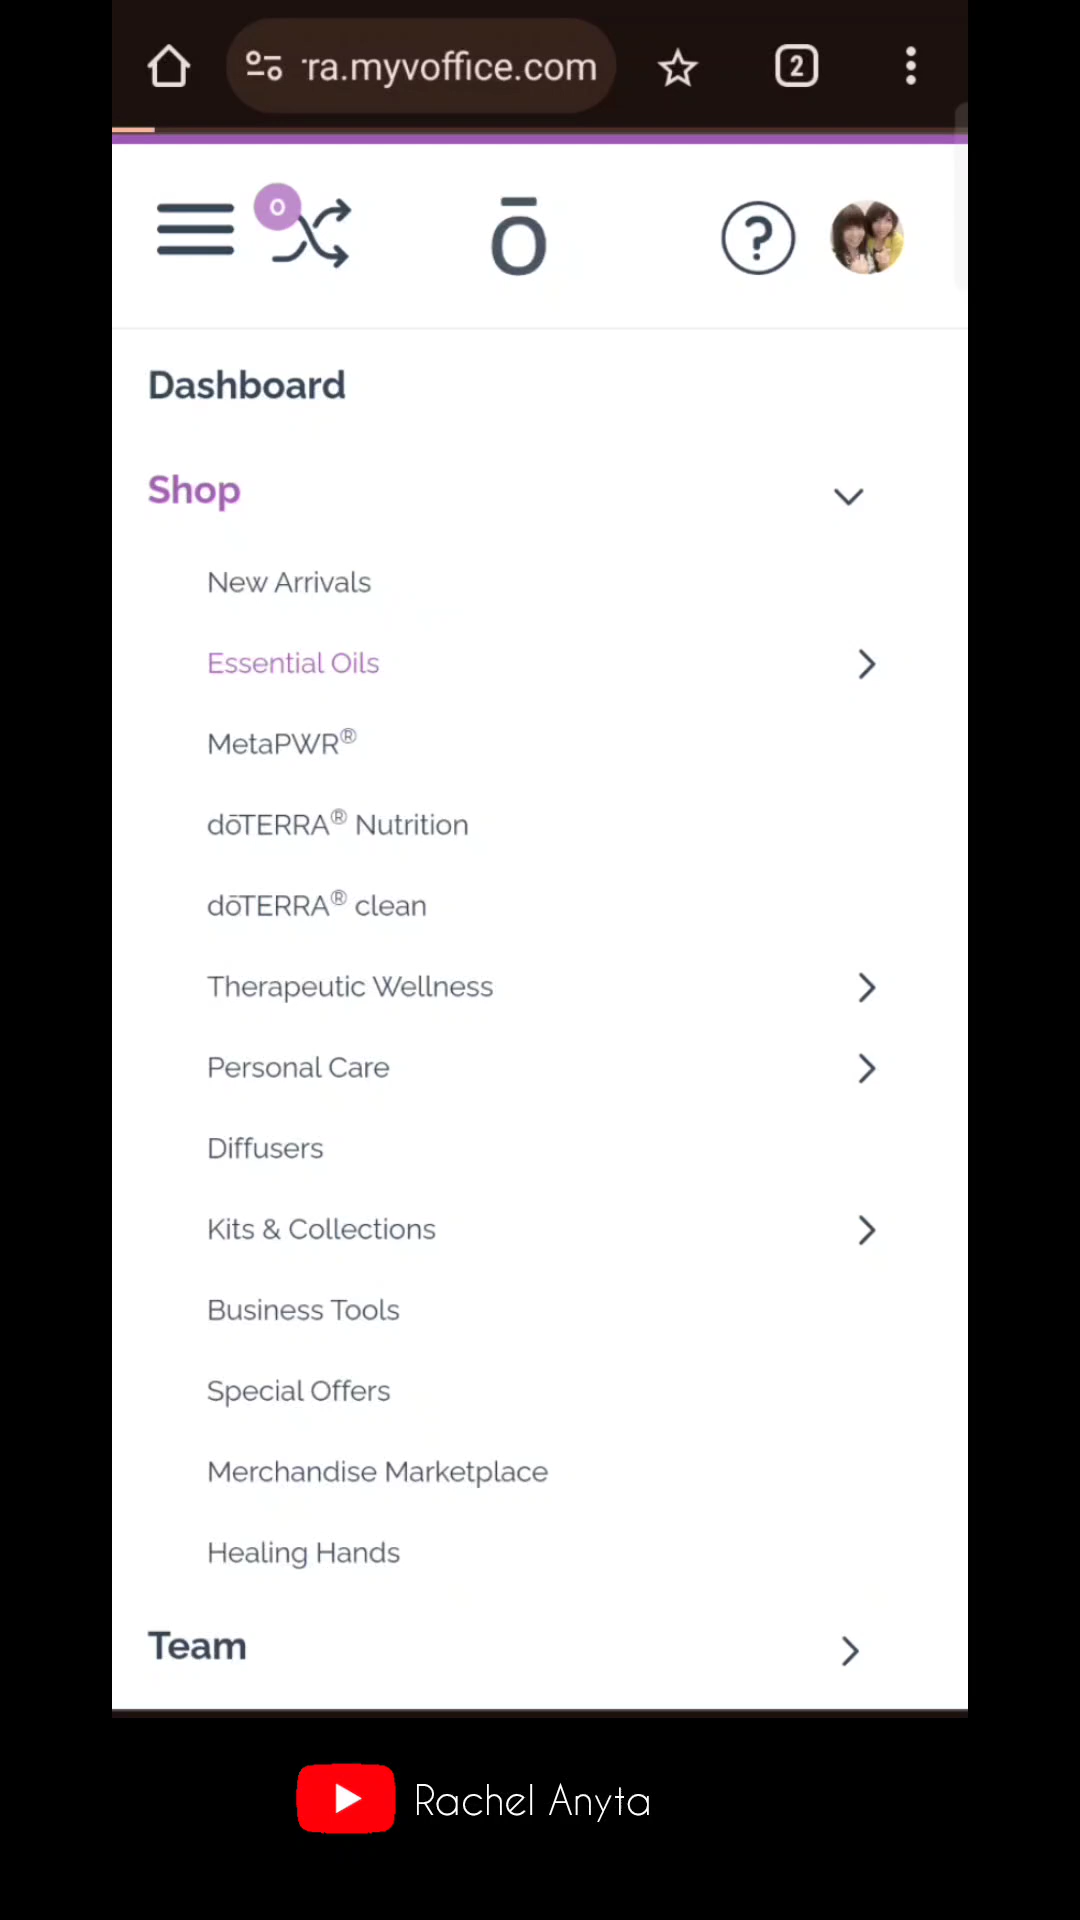 ra.myvoffice.com
2
0
ō
?
Dashboard
Shop
New Arrivals
Essential Oils
MetaPWR®
dōTERRA® Nutrition
dōTERRA® clean
Therapeutic Wellness
Personal Care
Diffusers
Kits & Collections
Business Tools
Special Offers
Merchandise Marketplace
Healing Hands
Team
Rachel Anyta